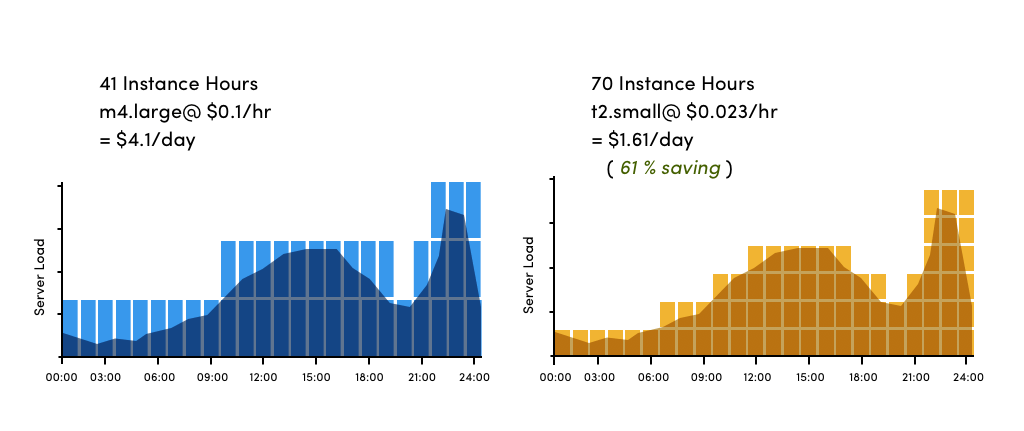 41 Instance Hours
m4.large@ $0.1/hr
= $4.1/day
Server Load
00:00 03:00 06:00 09:00 12:00 15:00 18:00 21:00 24:00
70 Instance Hours
t2.small@ $0.023/hr
= $1.61/day
( 61 % saving )
Server Load
00:00 03:00 06:00 09:00 12:00 15:00 18:00 21:00 24:00